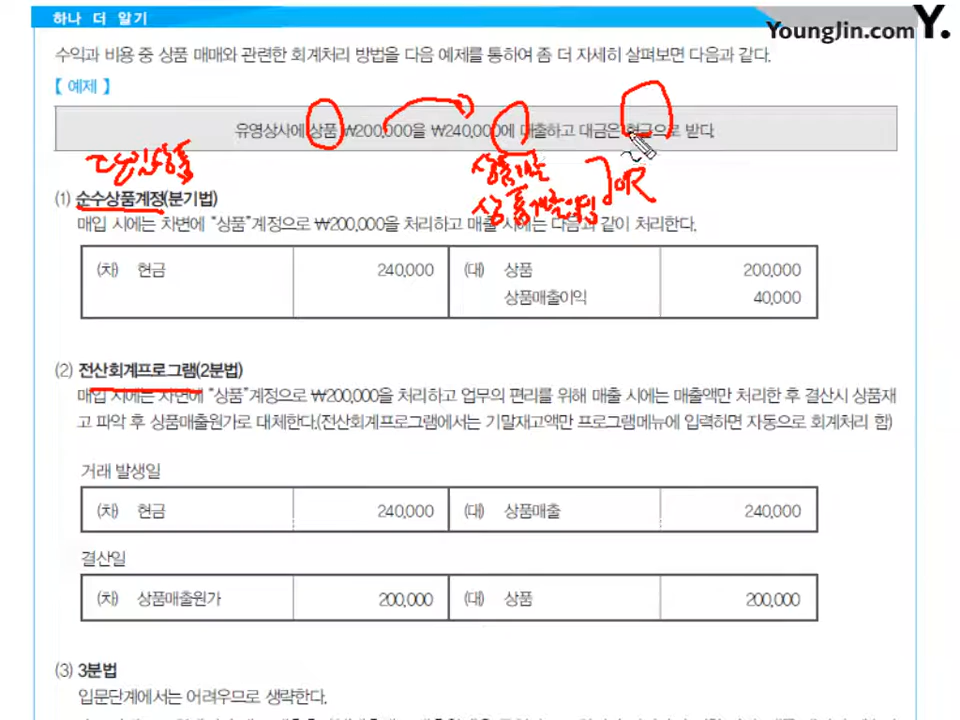 하나 더 알기
YoungJin.com Y.
수익과 비용 중 상품 매매와 관련한 회계처리 방법을 다음 예제를 통하여 좀 더 자세히 살펴보면 다음과 같다.
【 예제 】
유영상사에 상품 ₩200,000을 ₩240,000에 매출하고 대금은 현금으로 받다.
상품매출
상품매출이익
OR
(1) 순수상품계정(분기법)
매입 시에는 차변에 "상품"계정으로 ₩200,000을 처리하고 매출 시에는 다음과 같이 처리한다.
(차) 현금 240,000 (대) 상품 200,000
상품매출이익 40,000
(2) 전산회계프로그램(2분법)
매입 시에는 차변에 "상품"계정으로 ₩200,000을 처리하고 업무의 편리를 위해 매출 시에는 매출액만 처리한 후 결산시 상품재
고 파악 후 상품매출원가로 대체한다.(전산회계프로그램에서는 기말재고액만 프로그램메뉴에 입력하면 자동으로 회계처리 함)
거래 발생일
(차) 현금 240,000 (대) 상품매출 240,000
결산일
(차) 상품매출원가 200,000 (대) 상품 200,000
(3) 3분법
입문단계에서는 어려우므로 생략한다.